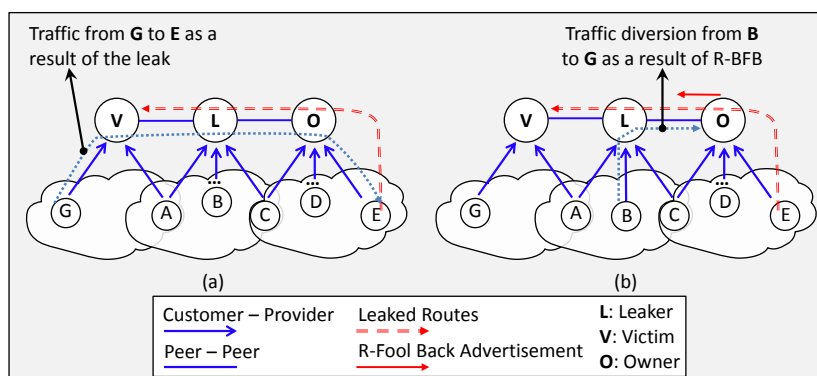 Traffic from G to E as a
result of the leak
Traffic diversion from B
to G as a result of R-BFB
V L O
V L O
G A B ... C D ... E
G A B C D ... E
(a) (b)
Customer – Provider
Peer – Peer
Leaked Routes
R-Fool Back Advertisement
L: Leaker
V: Victim
O: Owner